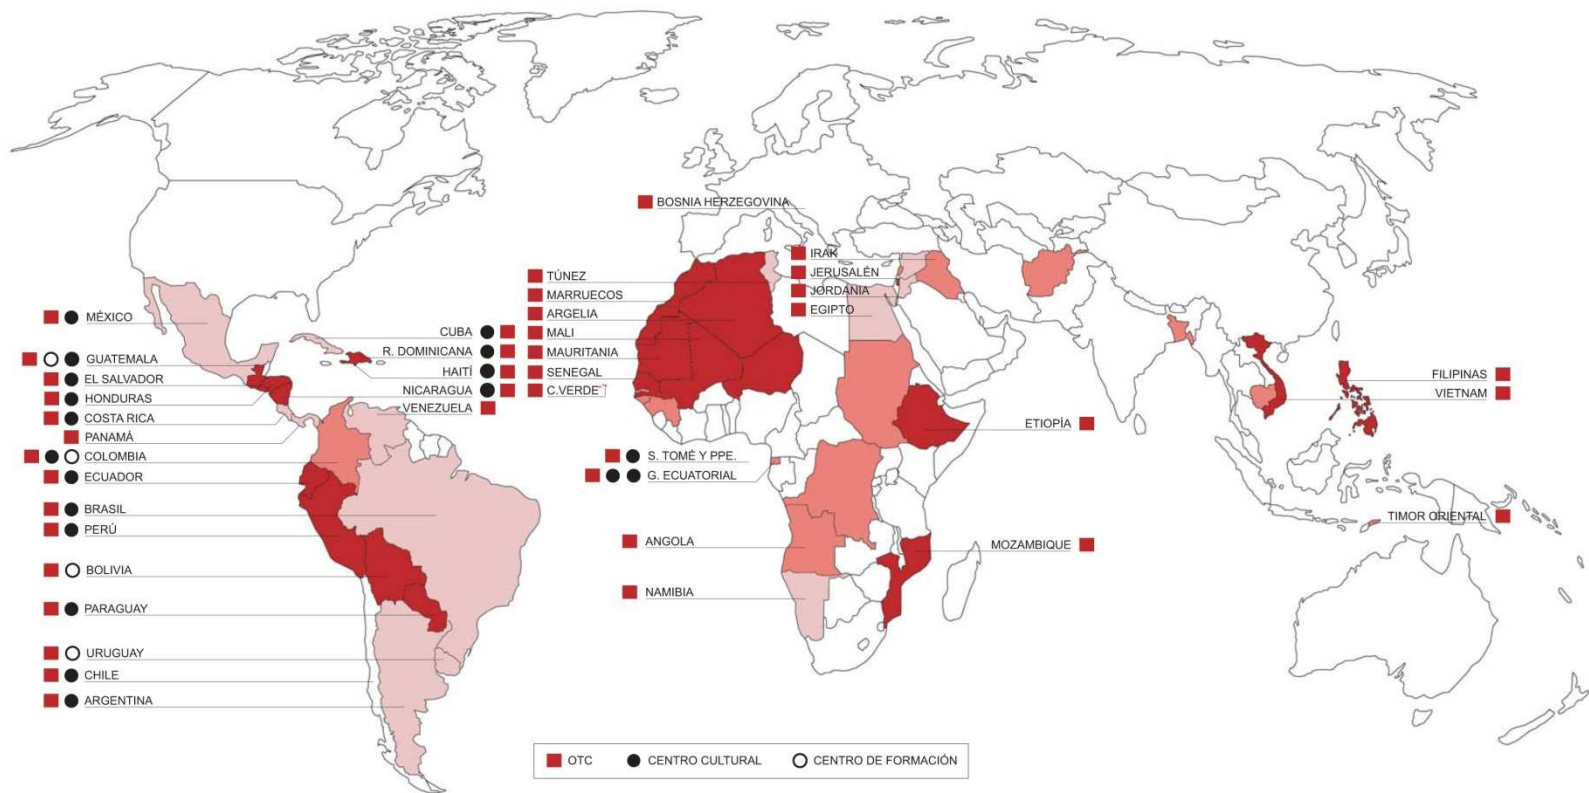 BOSNIA HERZEGOVINA
IRAK
JERUSALÉN
JORDANIA
EGIPTO
TÚNEZ
MARRUECOS
ARGELIA
MALI
MAURITANIA
SENEGAL
C.VERDE
MÉXICO
GUATEMALA
EL SALVADOR
HONDURAS
COSTA RICA
PANAMÁ
COLOMBIA
ECUADOR
BRASIL
PERÚ
BOLIVIA
PARAGUAY
URUGUAY
CHILE
ARGENTINA
CUBA
R. DOMINICANA
HAITÍ
NICARAGUA
VENEZUELA
S. TOMÉ Y PPE.
G. ECUATORIAL
ANGOLA
NAMIBIA
ETIOPÍA
MOZAMBIQUE
FILIPINAS
VIETNAM
TIMOR ORIENTAL
OTC
CENTRO CULTURAL
CENTRO DE FORMACIÓN